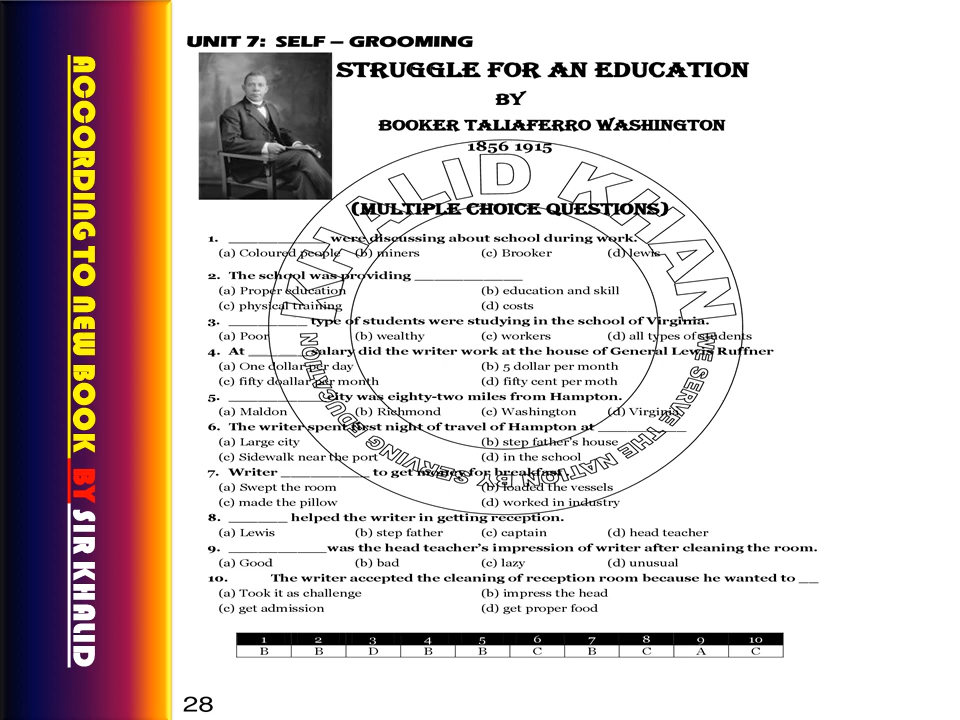 ACCORDING TO NEW BOOK BY SIR KHALID
UNIT 7: SELF – GROOMING
STRUGGLE FOR AN EDUCATION
BY
BOOKER TALIAFERRO WASHINGTON
1856 1915
KHALID KHAN
WE SERVE THE NATION BY SERVING EDUCATION
(MULTIPLE CHOICE QUESTIONS)
1. _____________ were discussing about school during work.
(a) Coloured people (b) miners (c) Brooker (d) lewis
2. The school was providing ______________
(a) Proper education (b) education and skill
(c) physical training (d) costs
3. __________ type of students were studying in the school of Virginia.
(a) Poor (b) wealthy (c) workers (d) all types of students
4. At ________ salary did the writer work at the house of General Lewis Ruffner
(a) One dollar per day (b) 5 dollar per month
(c) fifty doallar per month (d) fifty cent per moth
5. ____________ city was eighty-two miles from Hampton.
(a) Maldon (b) Richmond (c) Washington (d) Virginia
6. The writer spent first night of travel of Hampton at ____________
(a) Large city (b) step father's house
(c) Sidewalk near the port (d) in the school
7. Writer ____________ to get money for breakfast
(a) Swept the room (b) loaded the vessels
(c) made the pillow (d) worked in industry
8. _______ helped the writer in getting reception.
(a) Lewis (b) step father (c) captain (d) head teacher
9. _____________was the head teacher's impression of writer after cleaning the room.
(a) Good (b) bad (c) lazy (d) unusual
10. The writer accepted the cleaning of reception room because he wanted to __
(a) Took it as challenge (b) impress the head
(c) get admission (d) get proper food
1 2 3 4 5 6 7 8 9 10
B B D B B C B C A C
28